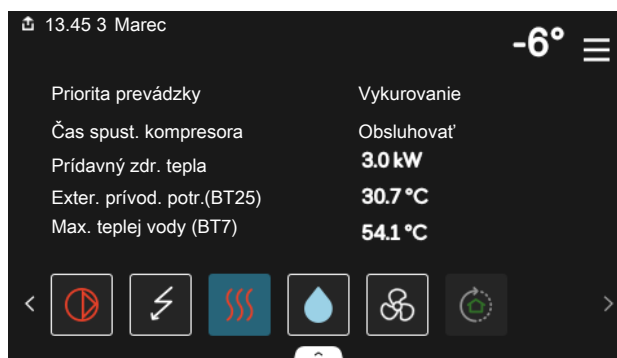 13.45 3 Marec
-6°
Priorita prevádzky Vykurovanie
Čas spust. kompresora Obsluhovať
Prídavný zdr. tepla 3.0 kW
Exter. prívod. potr.(BT25) 30.7 °C
Max. teplej vody (BT7) 54.1 °C